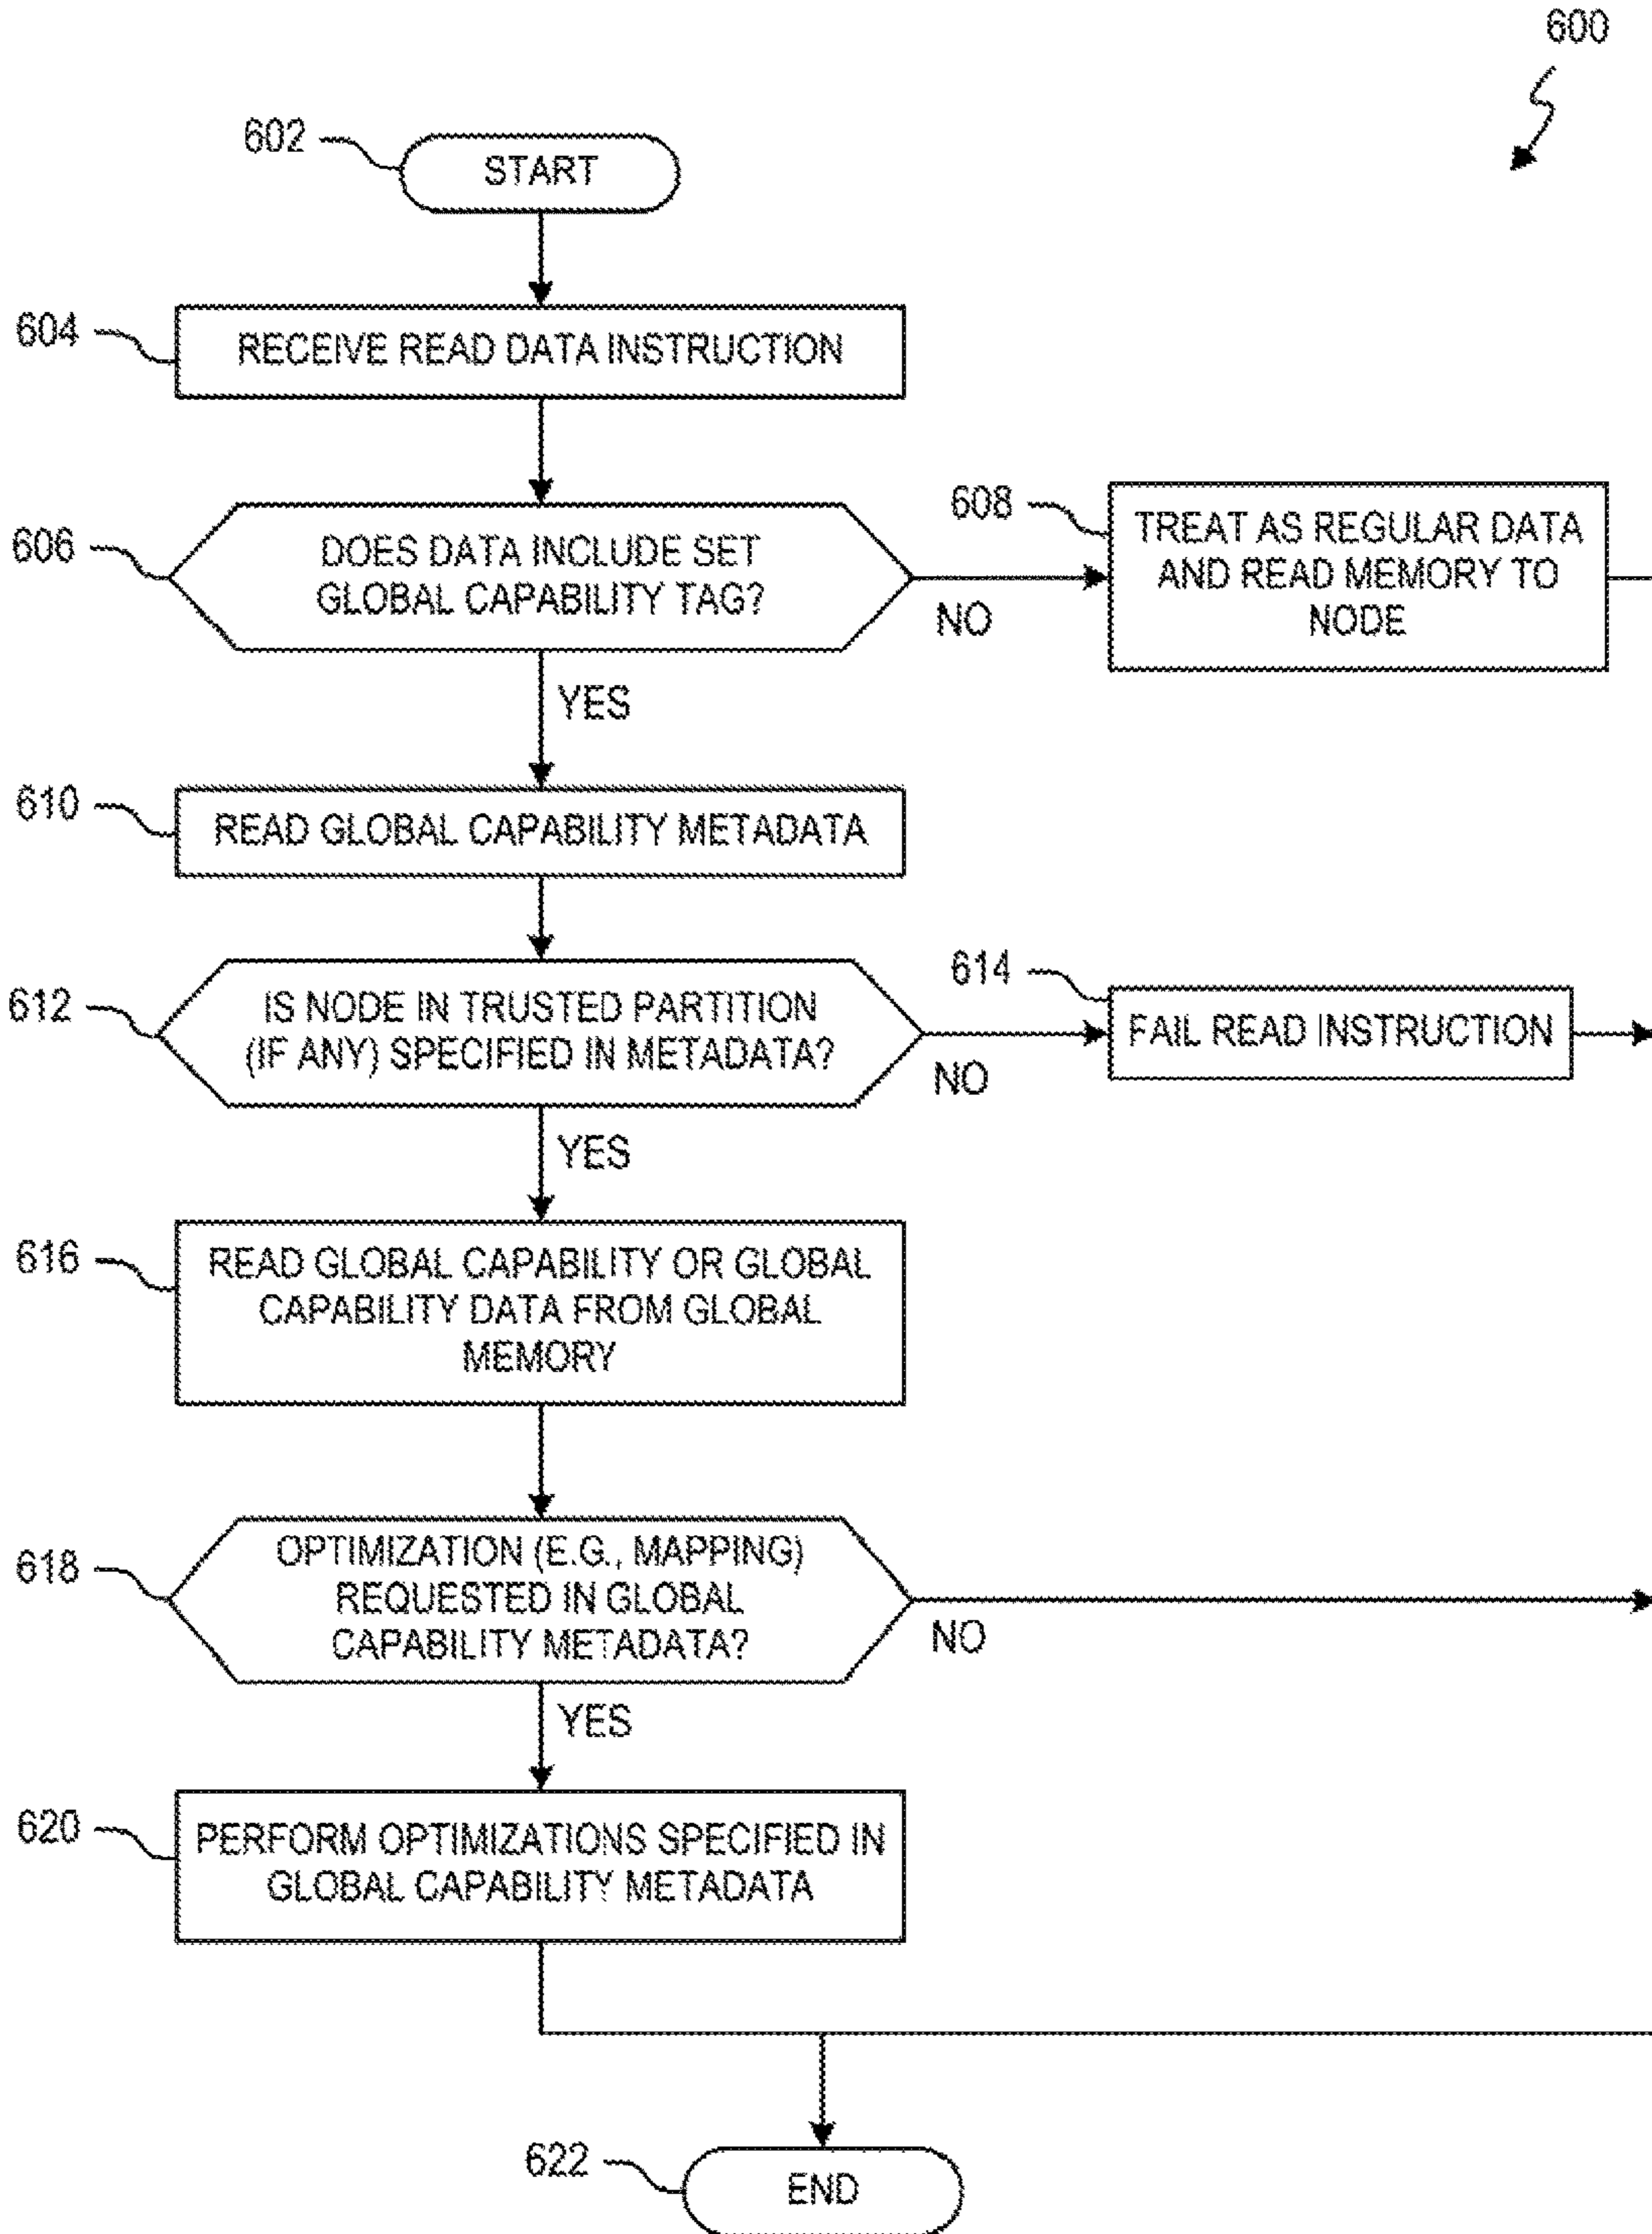 600
602
START
604
RECEIVE READ DATA INSTRUCTION
606
DOES DATA INCLUDE SET
GLOBAL CAPABILITY TAG?
NO
608
TREAT AS REGULAR DATA
AND READ MEMORY TO
NODE
YES
610
READ GLOBAL CAPABILITY METADATA
612
IS NODE IN TRUSTED PARTITION
(IF ANY) SPECIFIED IN METADATA?
NO
614
FAIL READ INSTRUCTION
YES
616
READ GLOBAL CAPABILITY OR GLOBAL
CAPABILITY DATA FROM GLOBAL
MEMORY
618
OPTIMIZATION (E.G., MAPPING)
REQUESTED IN GLOBAL
CAPABILITY METADATA?
NO
YES
620
PERFORM OPTIMIZATIONS SPECIFIED IN
GLOBAL CAPABILITY METADATA
622
END